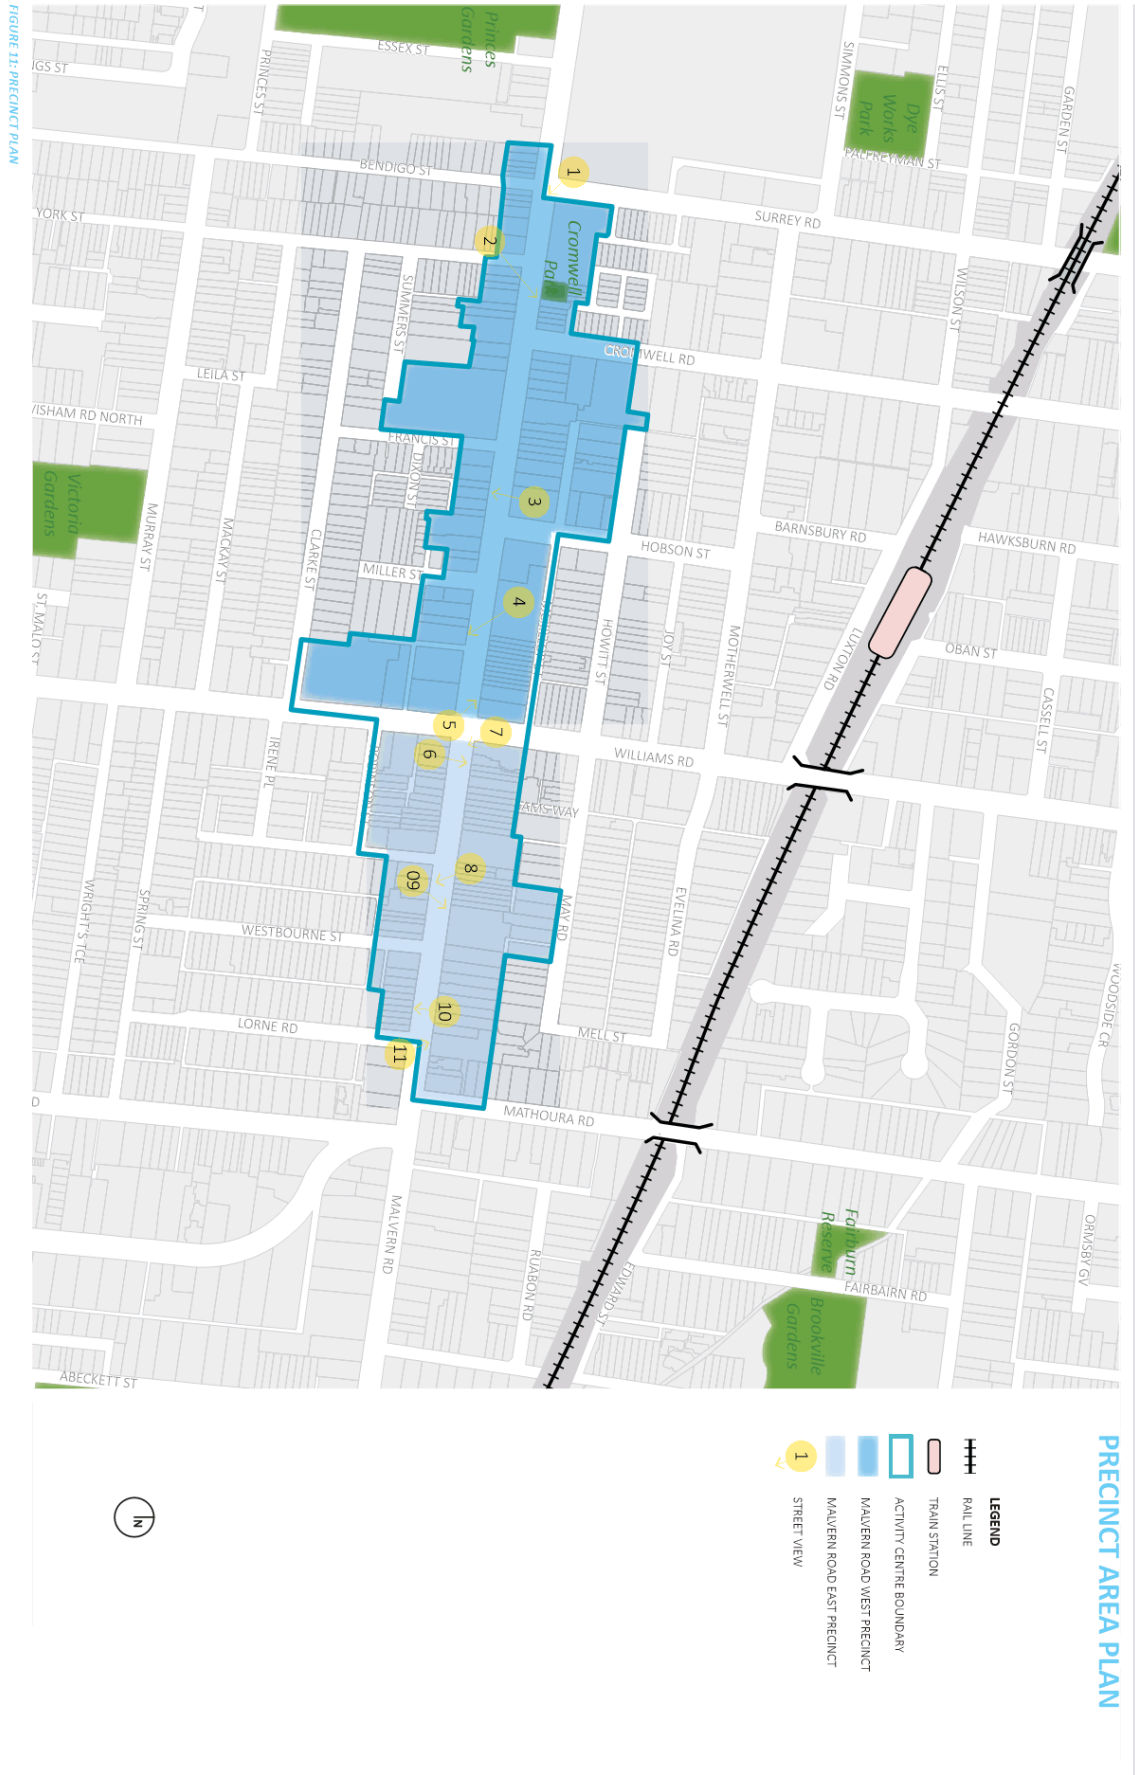 PRECINCT AREA PLAN
LEGEND
RAIL LINE
TRAIN STATION
ACTIVITY CENTRE BOUNDARY
MALVERN ROAD WEST PRECINCT
MALVERN ROAD EAST PRECINCT
1
STREET VIEW
N
GARDEN ST
ELLIS ST
SIMMONS ST
Dye
Works
Park
PALFREYMAN ST
SURREY RD
WILSON ST
Princes
Gardens
ESSEX ST
PRINCES ST
BENDIGO ST
YORK ST
1
2
Cromwell
CROMWELL RD
SUMMERS ST
LEILA ST
FRANCIS ST
DIXON ST
Victoria
Gardens
MURRAY ST
MACKAY ST
CLARKE ST
MILLER ST
3
4
HOBSON ST
BARNSBURY RD
HAWKSBURN RD
HOWITT ST
JOY ST
MOTHERWELL ST
LUXTON RD
OBAN ST
CASSELL ST
ST, MALO ST
WILLIAMS RD
5
6
7
IRENE PL
MAY RD
EVELINA RD
8
09
10
11
WRIGHT'S TCE
SPRING ST
WESTBOURNE ST
LORNE RD
MELL ST
MATHOURA RD
WOODSIDE CR
GORDON ST
MALVERN RD
RUABON RD
EDWARD ST
Fairburn
Reserve
FAIRBAIRN RD
Brookville
Gardens
ORMSBY GV
ABECKETT ST
FIGURE 11: PRECINCT PLAN